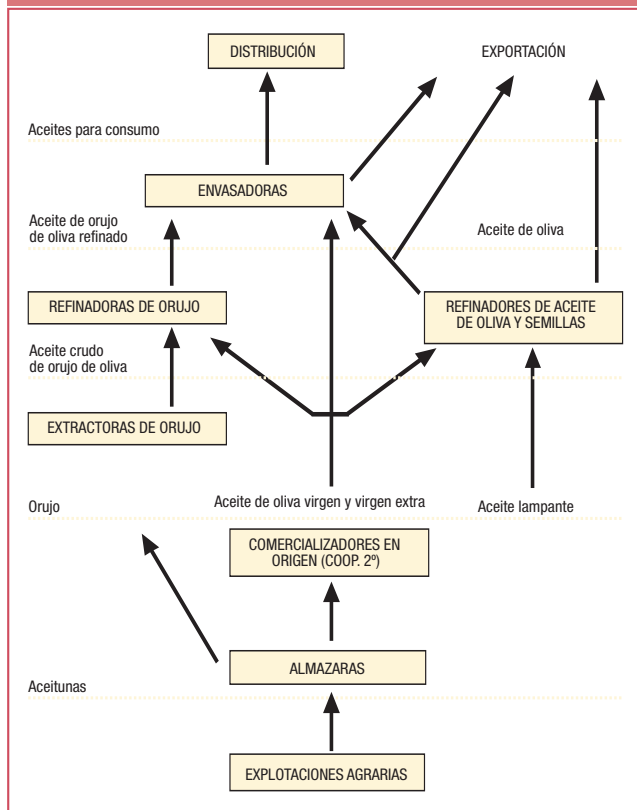 DISTRIBUCIÓN
EXPORTACIÓN
Aceites para consumo
ENVASADORAS
Aceite de orujo
de oliva refinado
Aceite de oliva
REFINADORAS DE ORUJO
REFINADORES DE ACEITE
DE OLIVA Y SEMILLAS
Aceite crudo
de orujo de oliva
EXTRACTORAS DE ORUJO
Orujo
Aceite de oliva virgen y virgen extra
Aceite lampante
COMERCIALIZADORES EN
ORIGEN (COOP. 2º)
ALMAZARAS
Aceitunas
EXPLOTACIONES AGRARIAS